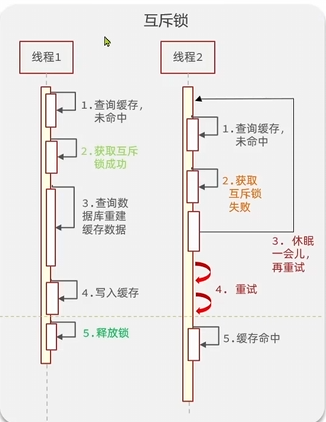 互斥锁
线程1
线程2
1.查询缓存，
未命中
2.获取互斥
锁成功
3.查询数
据库重建
缓存数据
4.写入缓存
5.释放锁
1.查询缓存，
未命中
2.获取
互斥锁
失败
3. 休眠
一会儿，
再重试
4. 重试
5.缓存命中